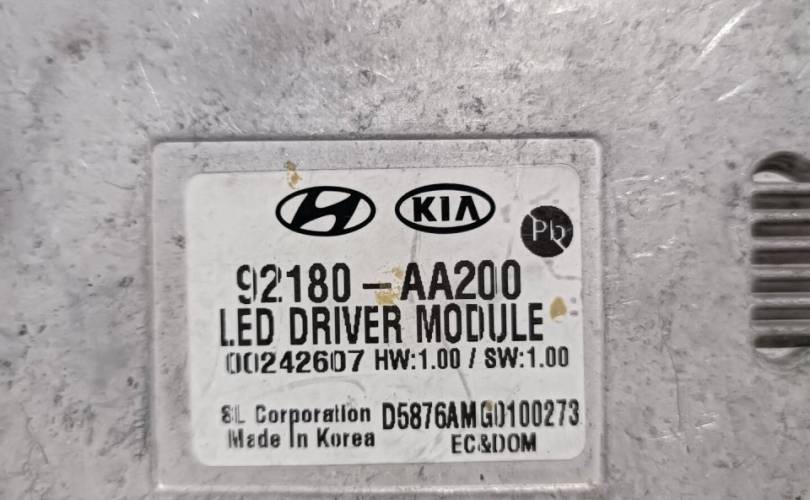 KIA
Pb
92180-AA200
LED DRIVER MODULE
00242607 HW:1.00 / SW:1.00
SL Corporation D5876AMG0100273
Made In Korea EC&DOM